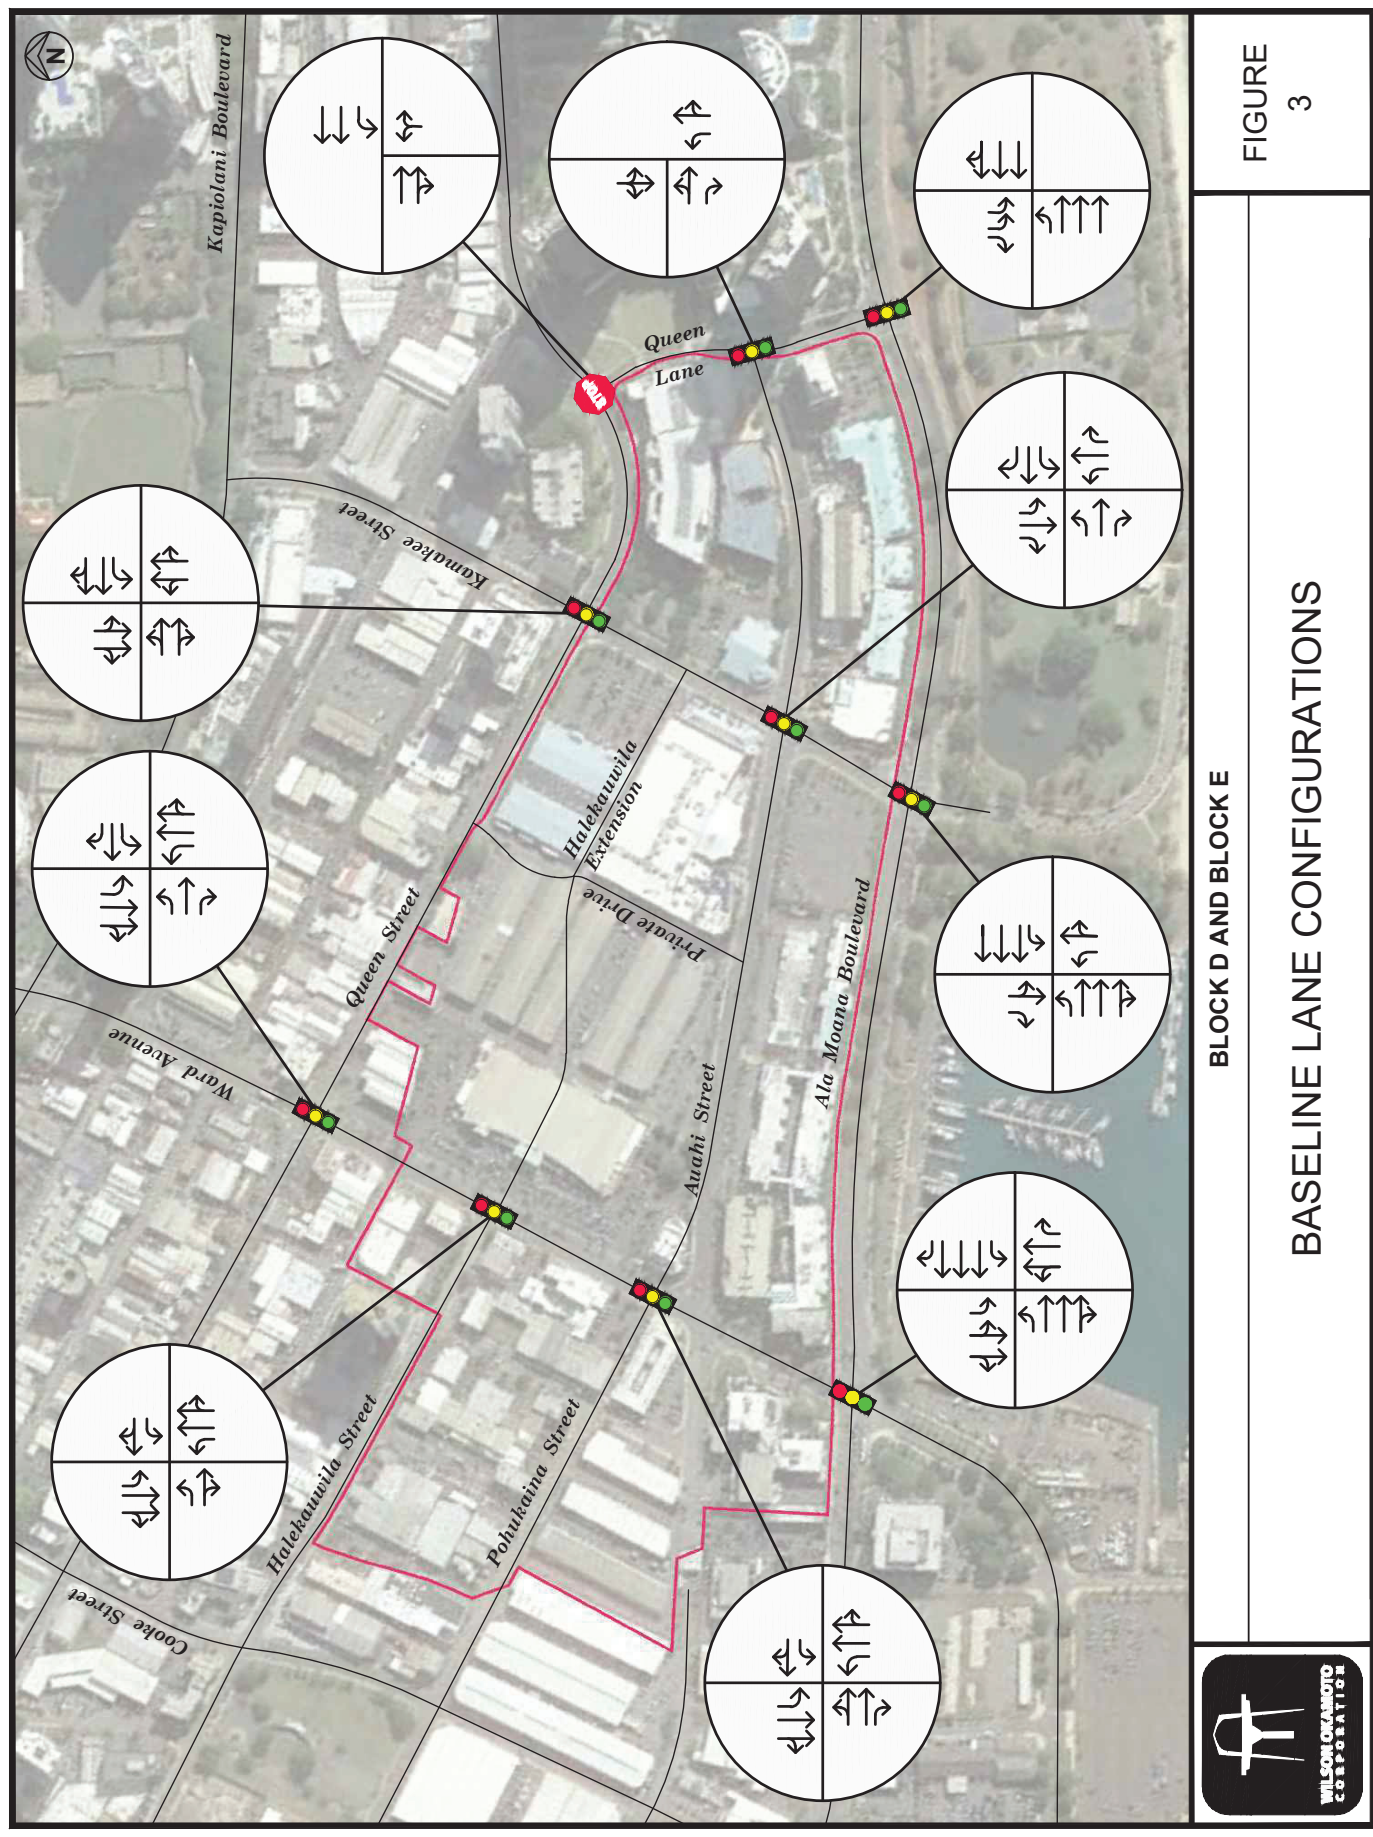 N
Kapiolani Boulevard
Queen
Lane
STOP
Kamakee Street
Halekauwila
Extension
Private Drive
Queen Street
Ward Avenue
Auahi Street
Ala Moana Boulevard
Halekauwila Street
Pohukaina Street
Cooke Street
FIGURE
3
BLOCK D AND BLOCK E
BASELINE LANE CONFIGURATIONS
WILSON OKAMOTO
CORPORATION